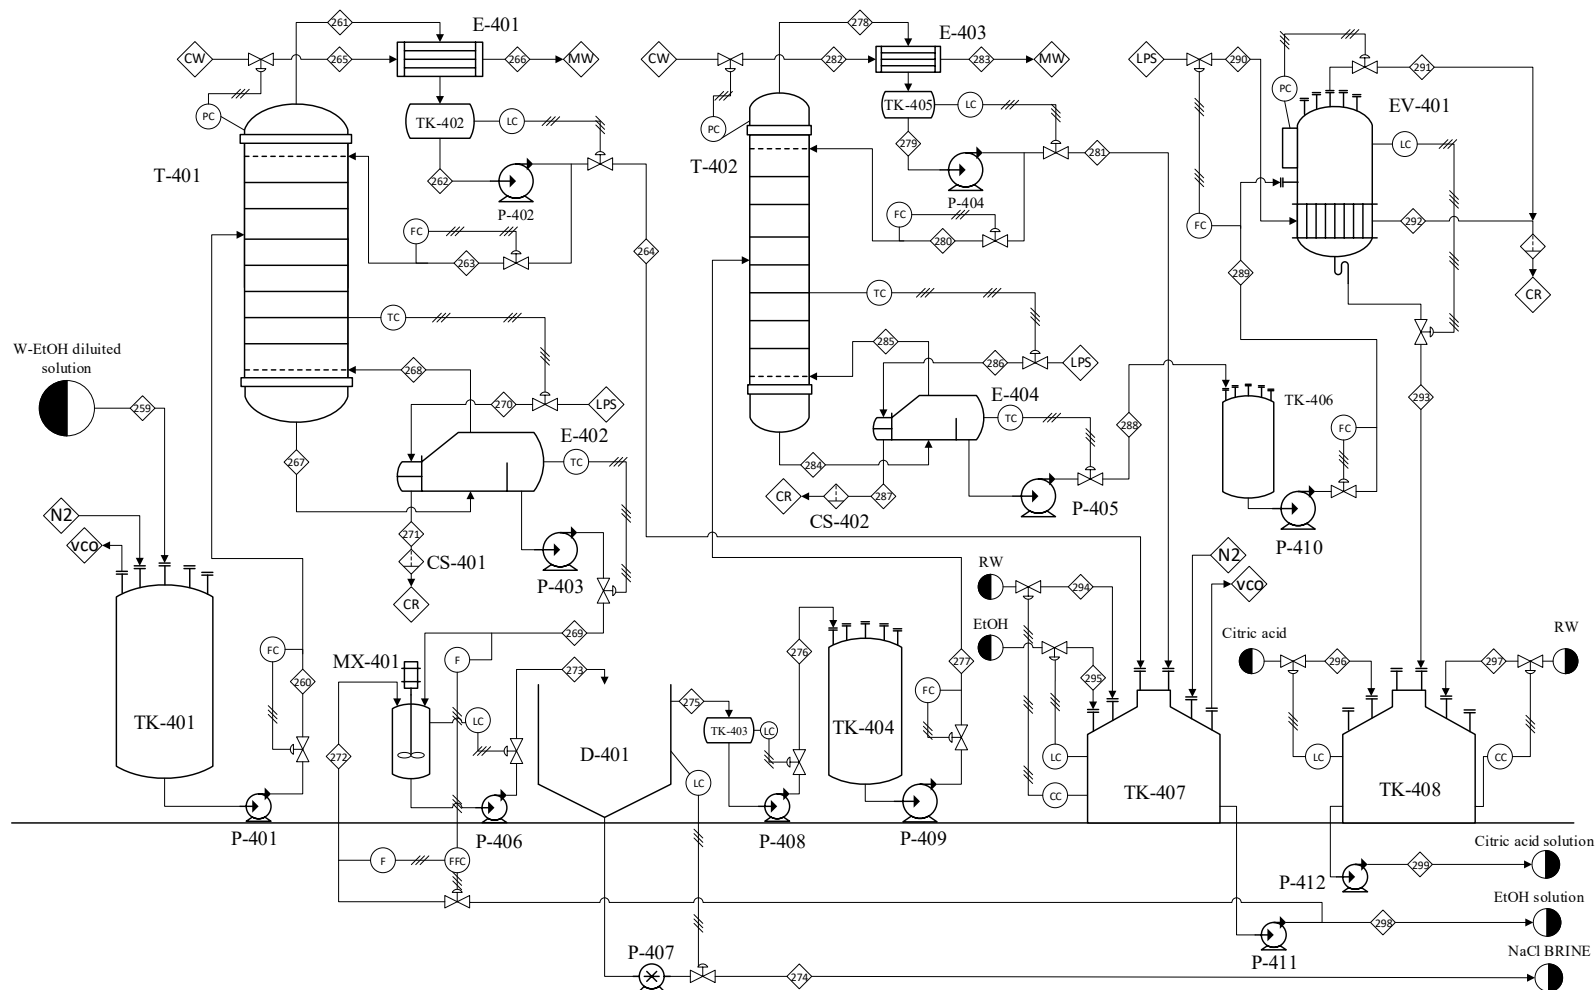 261
E-401
278
E-403
CW
265
266
MW
CW
282
283
MW
LPS
290
291
PC
TK-402
LC
PC
TK-405
LC
PC
EV-401
LC
T-401
262
P-402
T-402
279
P-404
281
FC
263
264
FC
280
FC
292
289
CR
TC
TC
W-EtOH diluted
solution
259
268
270
LPS
285
286
LPS
E-404
TC
288
TK-406
FC
293
E-402
TC
267
284
CR
287
CS-402
P-405
P-410
N2
VCO
271
CS-401
CR
P-403
RW
294
N2
VCO
EtOH
295
Citric acid
296
297
RW
FC
260
MX-401
269
F
273
275
276
277
FC
TK-401
272
LC
D-401
TK-403
LC
TK-404
LC
LC
CC
TK-407
LC
CC
TK-408
P-401
P-406
P-408
P-409
F
FFC
Citric acid solution
P-412
299
EtOH solution
298
P-411
NaCl BRINE
P-407
274